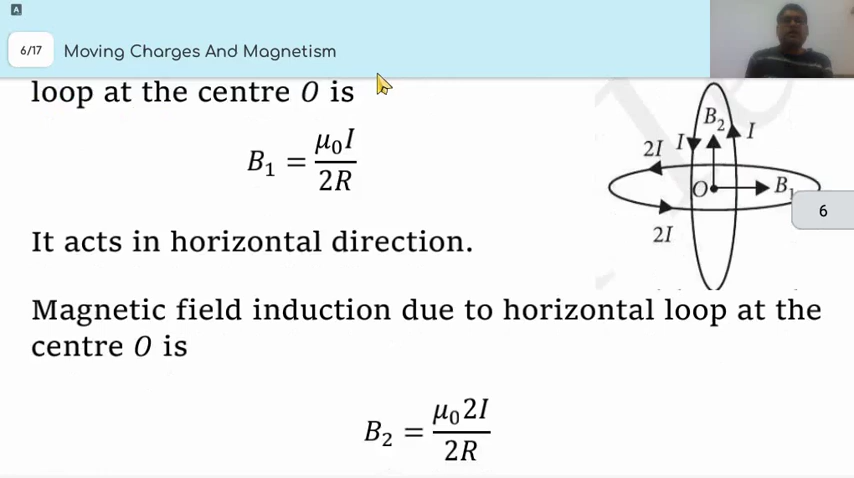 A
6/17
Moving Charges And Magnetism
loop at the centre O is
B₁ = μ₀I / 2R
B₂
I
I
2I
O
B₁
6
2I
It acts in horizontal direction.
Magnetic field induction due to horizontal loop at the
centre O is
B₂ = μ₀2I / 2R